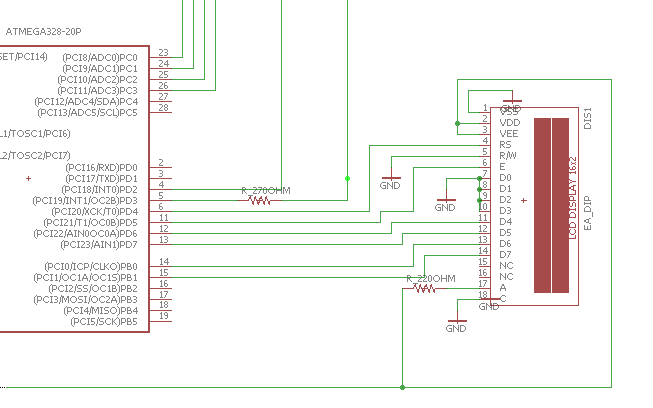 ATMEGA328-20P
SET/PCI14)
(PCI8/ADC0)PC0 23
(PCI9/ADC1)PC1 24
(PCI10/ADC2)PC2 25
(PCI11/ADC3)PC3 26
(PCI12/ADC4/SDA)PC4 27
(PCI13/ADC5/SCL)PC5 28
L1/TOSC1/PCI6)
L2/TOSC2/PCI7)
(PCI16/RXD)PD0 2
(PCI17/TXD)PD1 3
(PCI18/INT0)PD2 4
(PCI19/INT1/OC2B)PD3 5
(PCI20/XCK/T0)PD4 6
(PCI21/T1/OC0B)PD5 11
(PCI22/AIN0OC0A)PD6 12
(PCI23/AIN1)PD7 13
(PCI0/ICP/CLKO)PB0 14
(PCI1/OC1A/OC1S)PB1 15
(PCI2/SS/OC1B)PB2 16
(PCI3/MOSI/OC2A)PB3 17
(PCI4/MISO)PB4 18
(PCI5/SCK)PB5 19
R_270OHM
R_220OHM
GND
GND
GND
GND
GND
1 VSS
2 VDD
3 VEE
4 RS
5 R/W
6 E
7 D0
8 D1
9 D2
10 D3
11 D4
12 D5
13 D6
14 D7
15 NC
16 NC
17 A
18 C
LCD DISPLAY 16x2
DIS1
EA_DIP